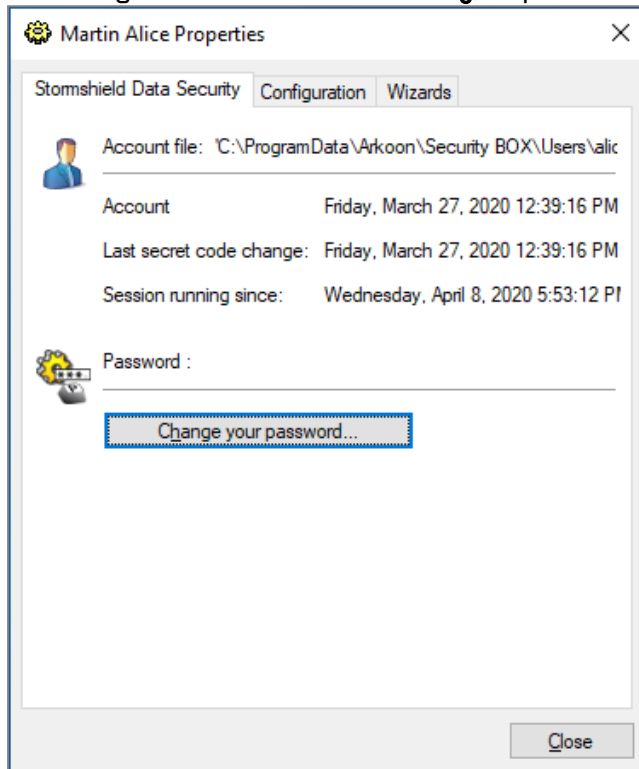 Martin Alice Properties
Stormshield Data Security Configuration Wizards
Account file: 'C:\ProgramData\Arkoon\Security BOX\Users\alic
Account Friday, March 27, 2020 12:39:16 PM
Last secret code change: Friday, March 27, 2020 12:39:16 PM
Session running since: Wednesday, April 8, 2020 5:53:12 PM
Password :
Change your password...
Close